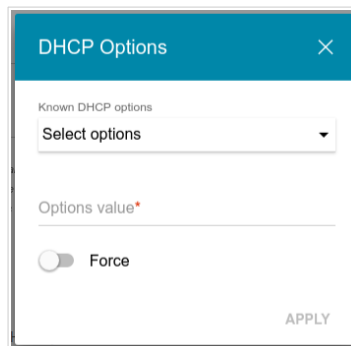 DHCP Options
Known DHCP options
Select options
Options value*
Force
APPLY